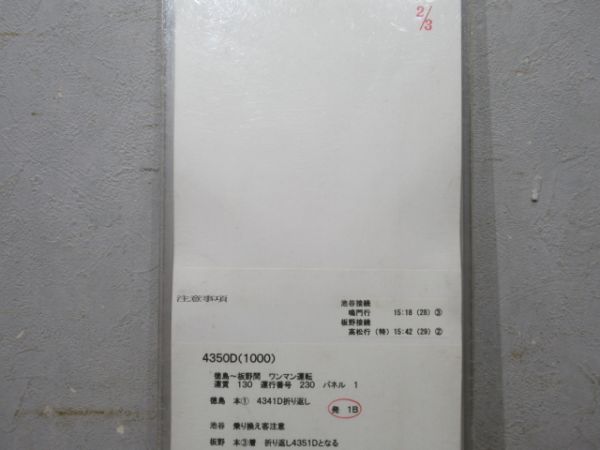 2/3
注意事項
池谷接続
鳴門行 15:18 (28) ③
板野接続
高松行 (特) 15:42 (29) ②
4350D(1000)
徳島～板野間 ワンマン運転
運賃 130 運行番号 230 パネル 1
徳島 本① 4341D折り返し
発 1B
池谷 乗り換え客注意
板野 本③着 折り返し4351Dとなる